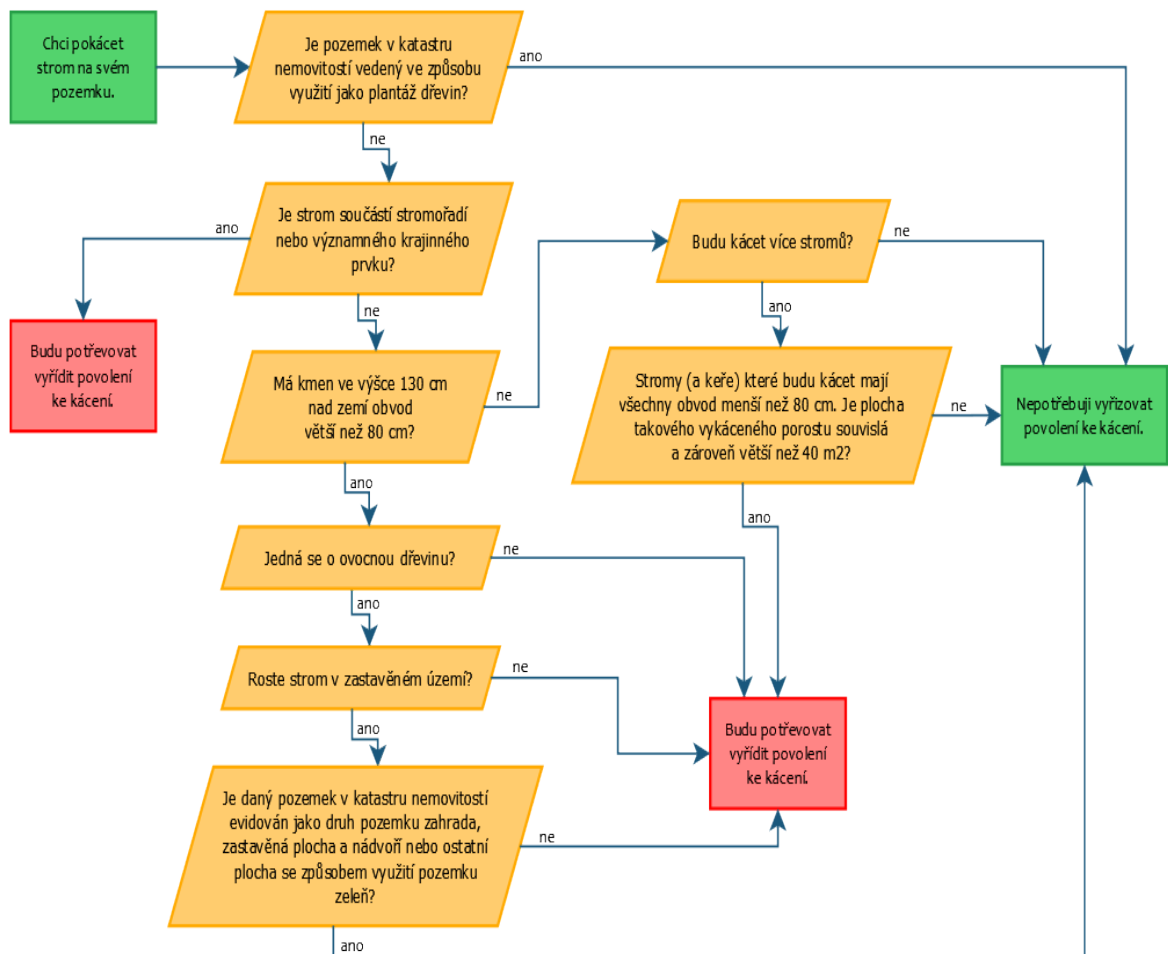 Chci pokácet
strom na svém
pozemku.
Je pozemek v katastru
nemovitostí vedený ve způsobu
využití jako plantáž dřevin?
ano
ne
Je strom součástí stromořadí
nebo významného krajinného
prvku?
ano
ne
Budu potřevovat
vyřídit povolení
ke kácení.
Má kmen ve výšce 130 cm
nad zemí obvod
větší než 80 cm?
ne
ano
Budu kácet více stromů?
ne
ano
Stromy (a keře) které budu kácet mají
všechny obvod menší než 80 cm. Je plocha
takového vykáceného porostu souvislá
a zároveň větší než 40 m2?
ne
ano
Nepotřebuji vyřizovat
povolení ke kácení.
Jedná se o ovocnou dřevinu?
ne
ano
Roste strom v zastavěném území?
ne
ano
Budu potřevovat
vyřídit povolení
ke kácení.
Je daný pozemek v katastru nemovitostí
evidován jako druh pozemku zahrada,
zastavěná plocha a nádvoří nebo ostatní
plocha se způsobem využití pozemku
zeleň?
ne
ano